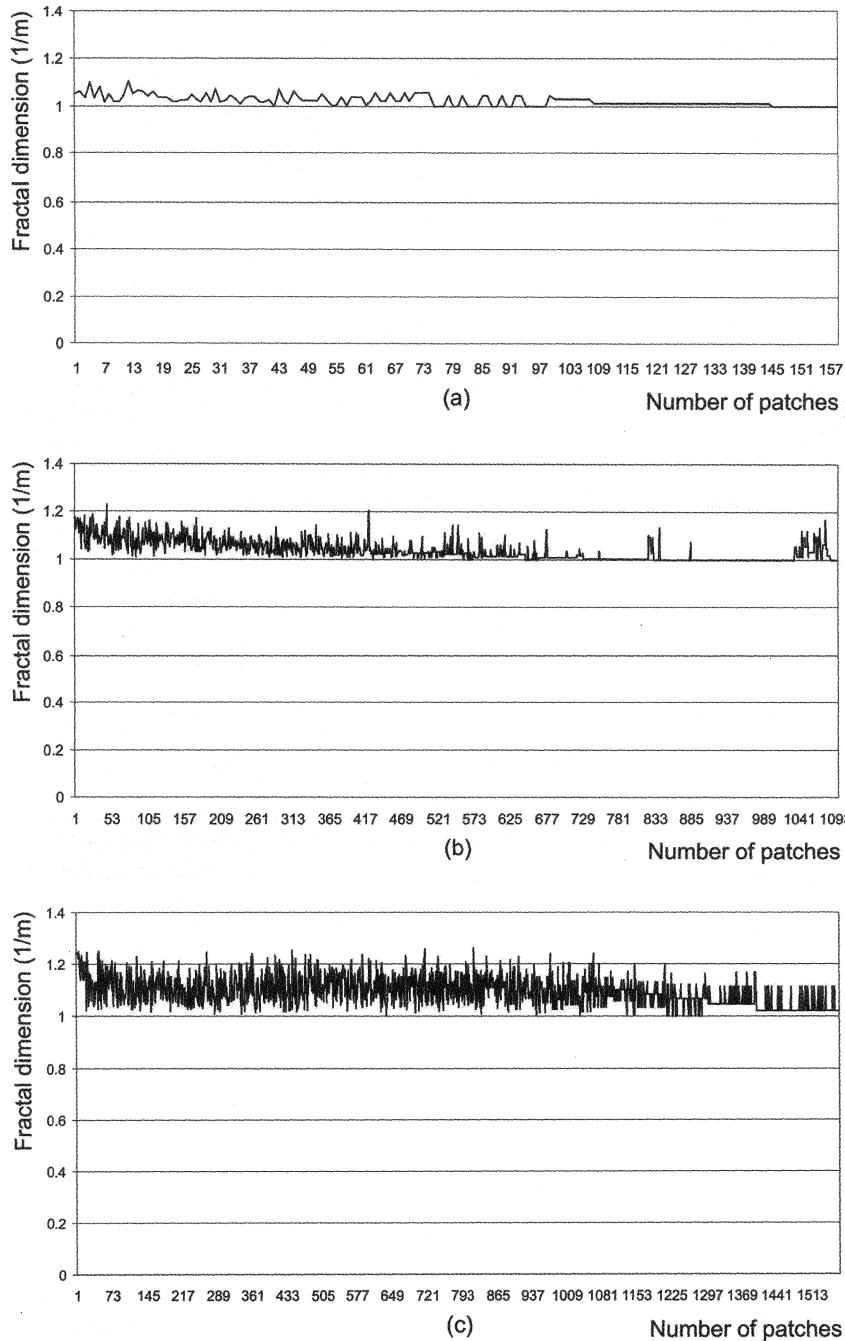 Fractal dimension (1/m)
1.4
1.2
1
0.8
0.6
0.4
0.2
0
1 7 13 19 25 31 37 43 49 55 61 67 73 79 85 91 97 103 109 115 121 127 133 139 145 151 157
(a)
Number of patches
Fractal dimension (1/m)
1.4
1.2
1
0.8
0.6
0.4
0.2
0
1 53 105 157 209 261 313 365 417 469 521 573 625 677 729 781 833 885 937 989 1041 1093
(b)
Number of patches
Fractal dimension (1/m)
1.4
1.2
1
0.8
0.6
0.4
0.2
0
1 73 145 217 289 361 433 505 577 649 721 793 865 937 1009 1081 1153 1225 1297 1369 1441 1513
(c)
Number of patches